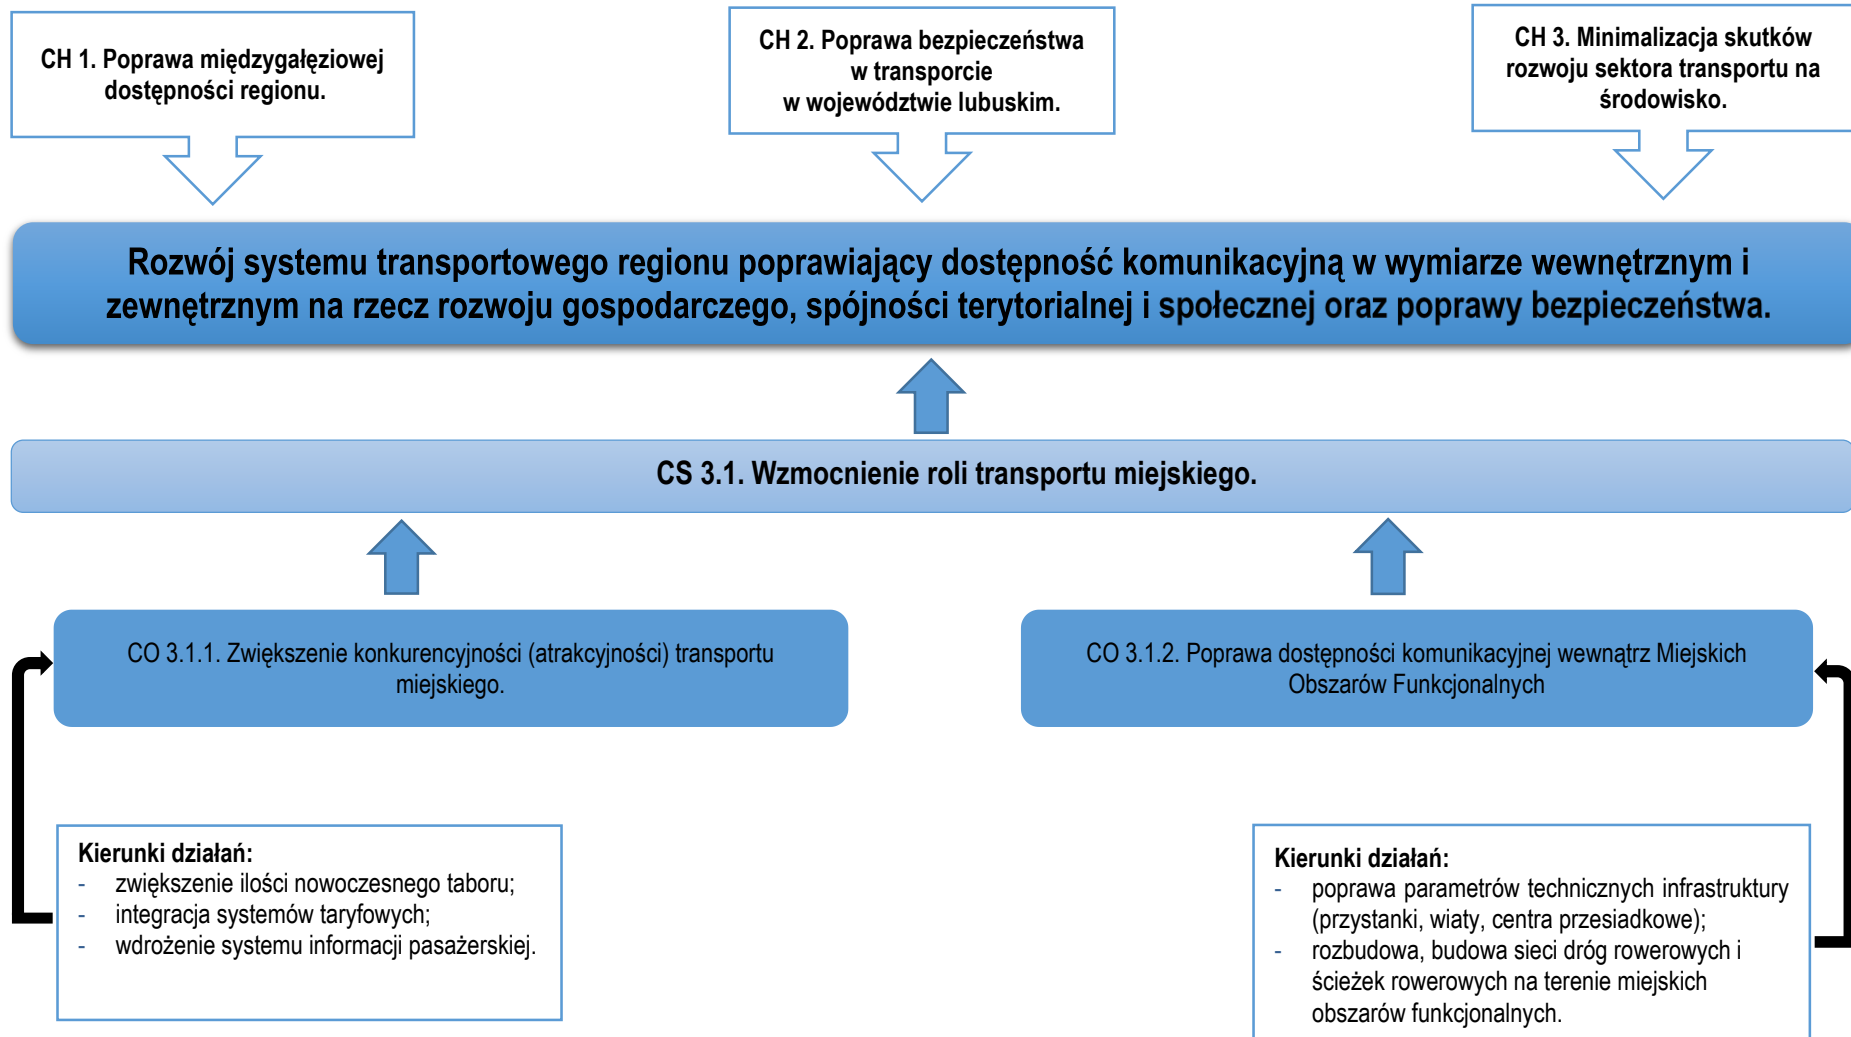 CH 1. Poprawa międzygałęziowej
dostępności regionu.
CH 2. Poprawa bezpieczeństwa
w transporcie
w województwie lubuskim.
CH 3. Minimalizacja skutków
rozwoju sektora transportu na
środowisko.
Rozwój systemu transportowego regionu poprawiający dostępność komunikacyjną w wymiarze wewnętrznym i
zewnętrznym na rzecz rozwoju gospodarczego, spójności terytorialnej i społecznej oraz poprawy bezpieczeństwa.
CS 3.1. Wzmocnienie roli transportu miejskiego.
CO 3.1.1. Zwiększenie konkurencyjności (atrakcyjności) transportu
miejskiego.
CO 3.1.2. Poprawa dostępności komunikacyjnej wewnątrz Miejskich
Obszarów Funkcjonalnych
Kierunki działań:
- zwiększenie ilości nowoczesnego taboru;
- integracja systemów taryfowych;
- wdrożenie systemu informacji pasażerskiej.
Kierunki działań:
- poprawa parametrów technicznych infrastruktury
(przystanki, wiaty, centra przesiadkowe);
- rozbudowa, budowa sieci dróg rowerowych i
ścieżek rowerowych na terenie miejskich
obszarów funkcjonalnych.